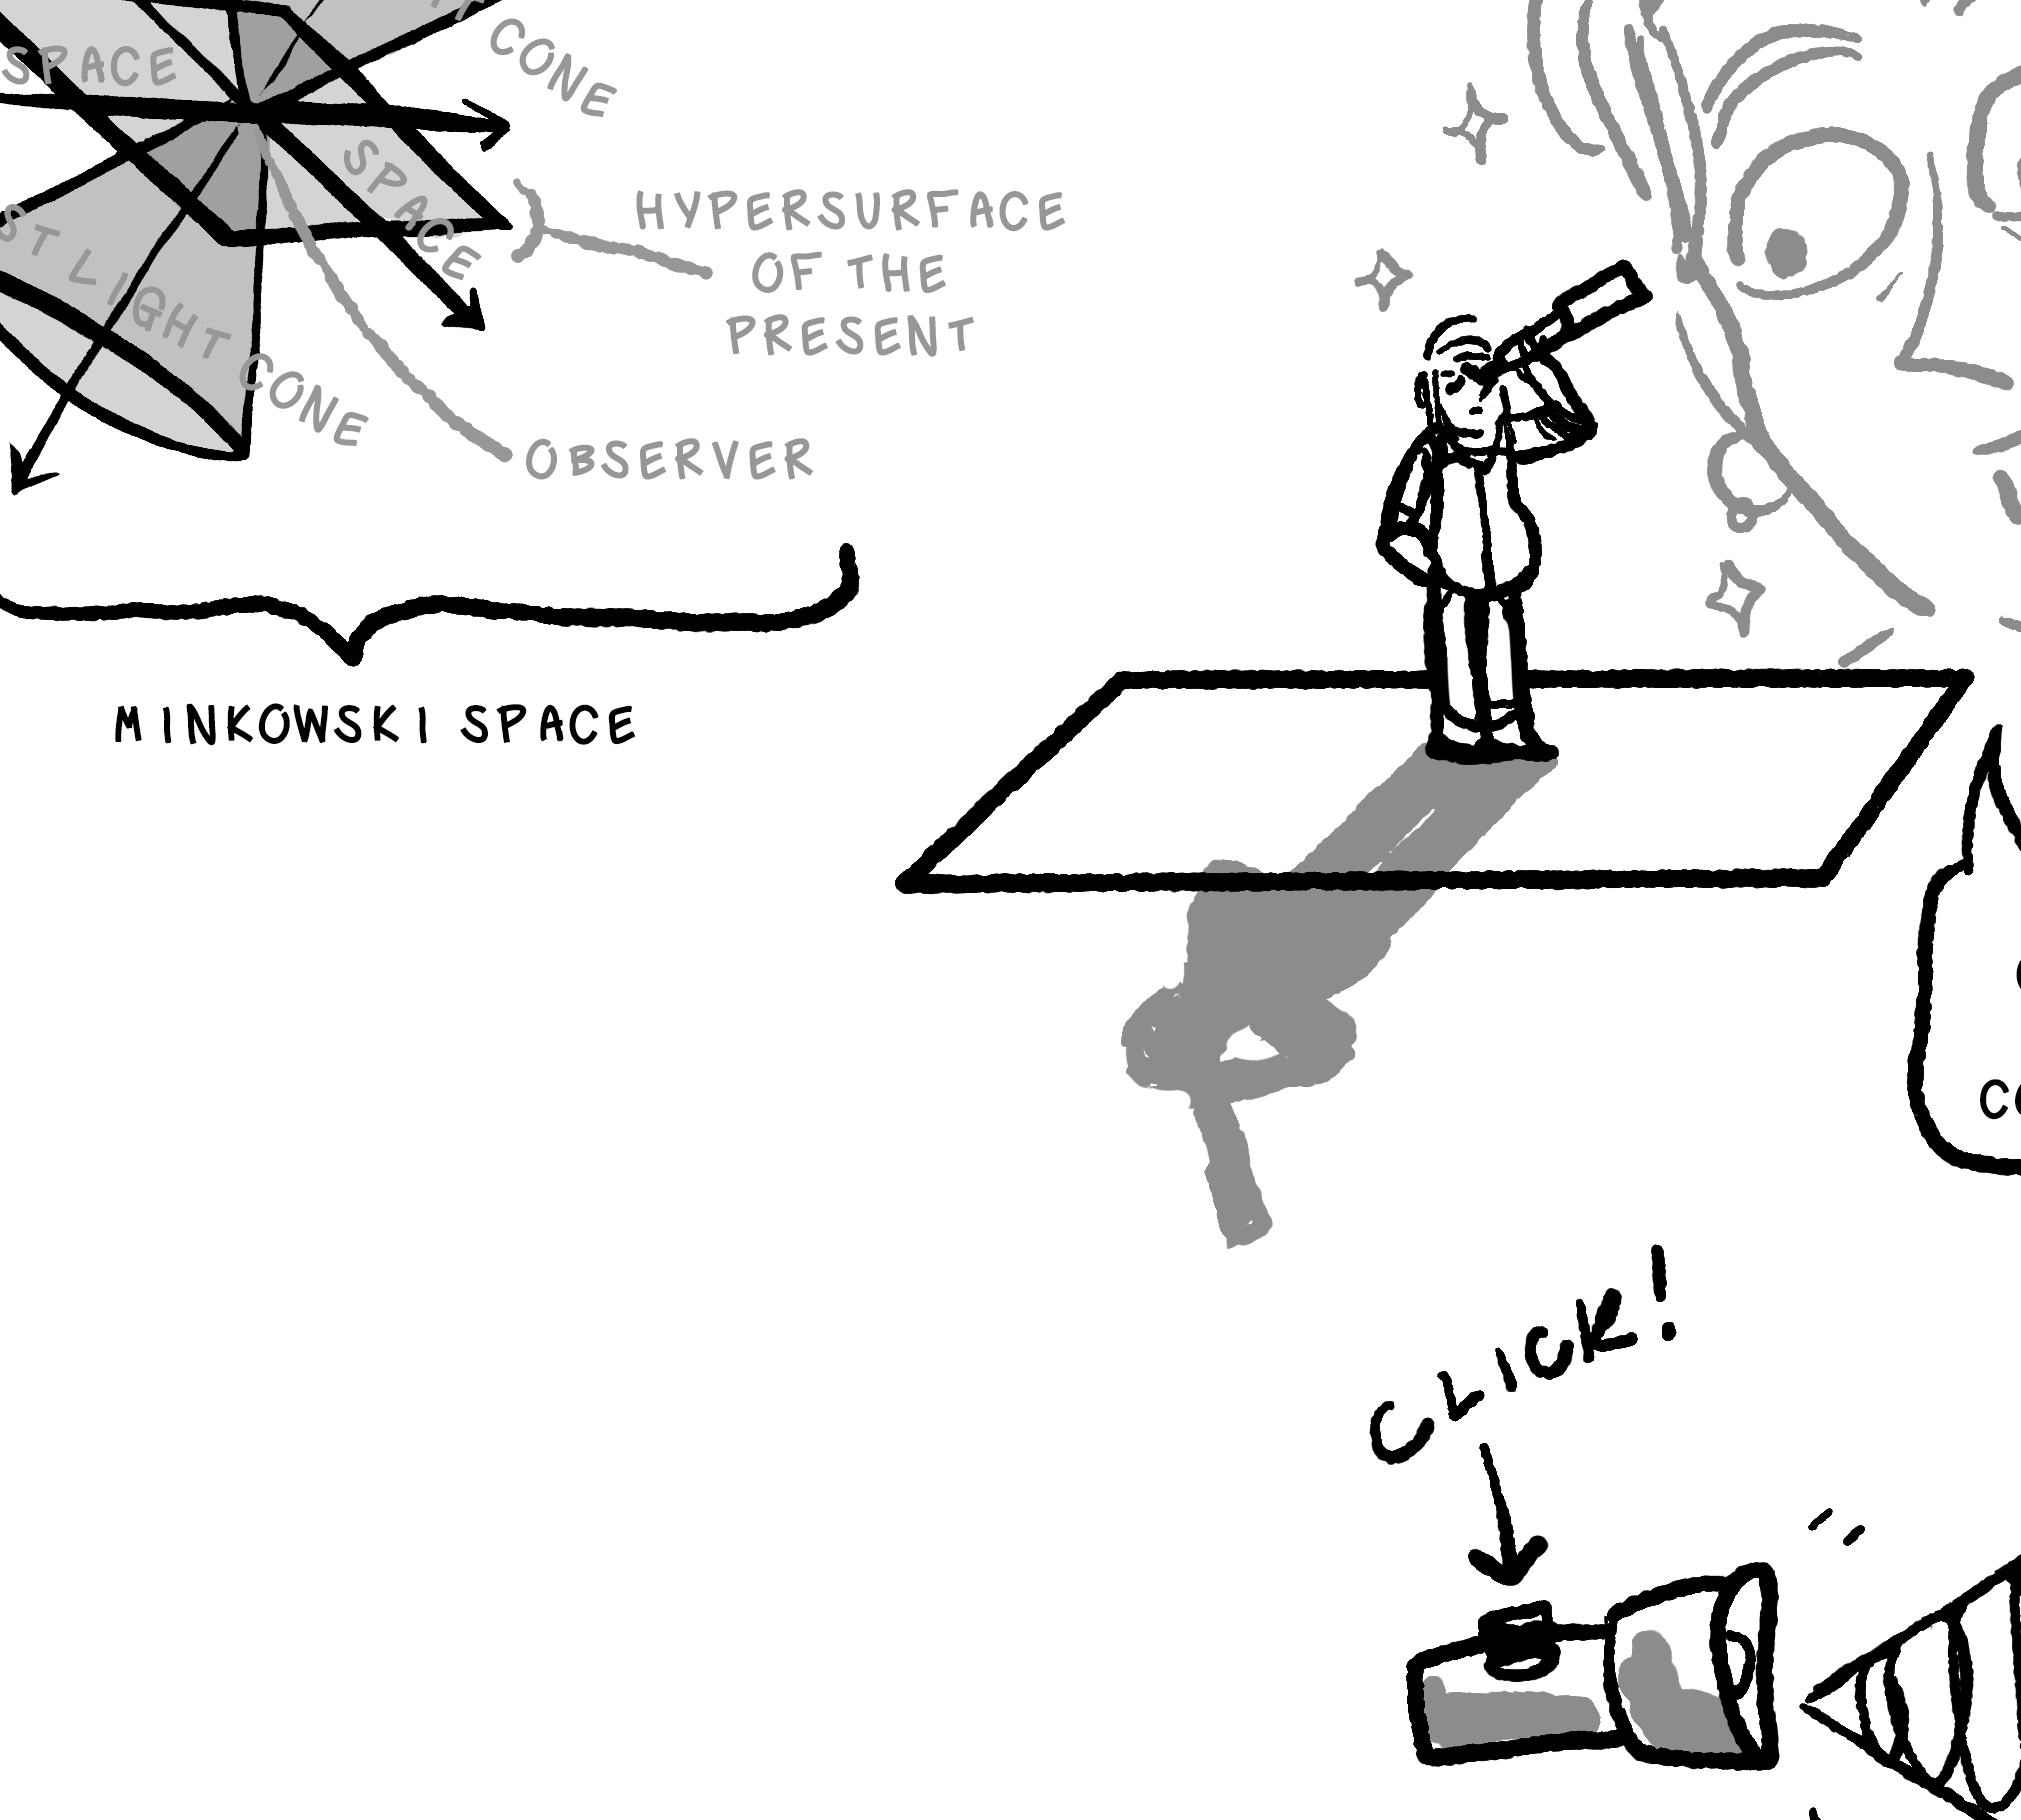 CONE
SPACE
SPACE
HYPERSURFACE
OF THE
PRESENT
LIGHT CONE
OBSERVER
MINKOWSKI SPACE
CLICK!